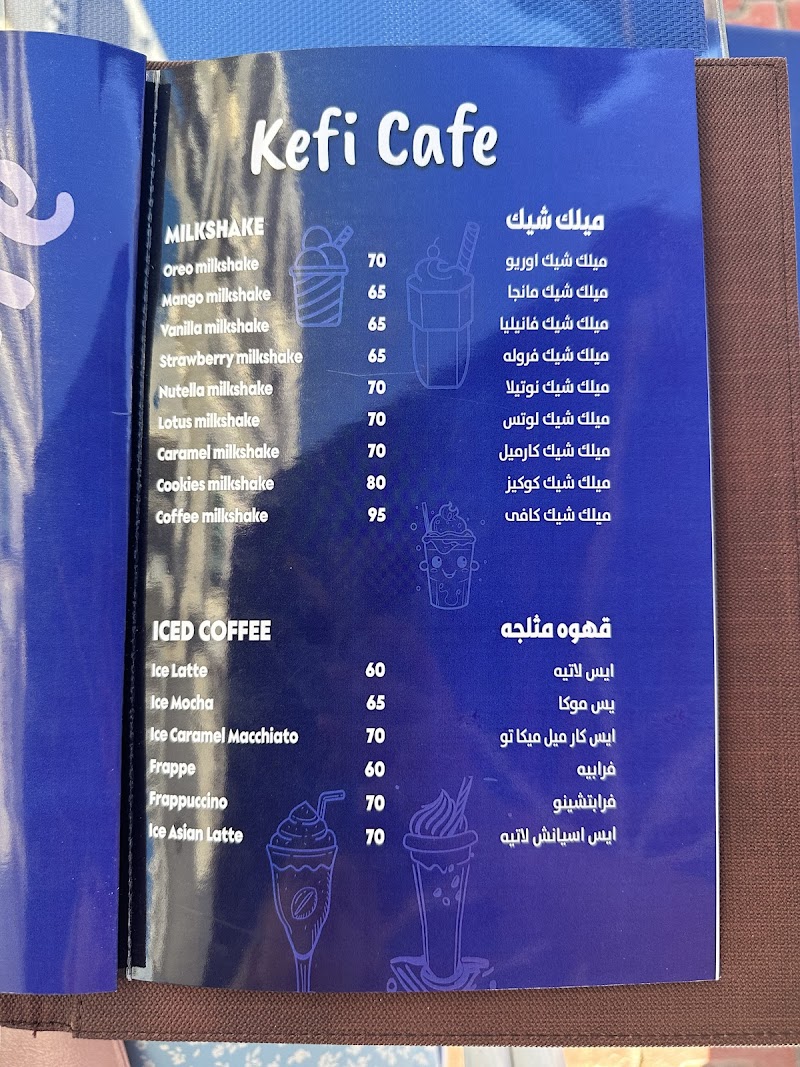 Kefi Cafe
MILKSHAKE ميلك شيك
Oreo milkshake 70 ميلك شيك اوريو
Mango milkshake 65 ميلك شيك مانجا
Vanilla milkshake 65 ميلك شيك فانيليا
Strawberry milkshake 65 ميلك شيك فروله
Nutella milkshake 70 ميلك شيك نوتيلا
Lotus milkshake 70 ميلك شيك لوتس
Caramel milkshake 70 ميلك شيك كارميل
Cookies milkshake 80 ميلك شيك كوكيز
Coffee milkshake 95 ميلك شيك كافى
ICED COFFEE قهوه مثلجه
Ice Latte 60 ايس لاتيه
Ice Mocha 65 يس موكا
Ice Caramel Macchiato 70 ايس كار ميل ميكا تو
Frappe 60 فرابيه
Frappuccino 70 فرابتشينو
Ice Asian Latte 70 ايس اسيانش لاتيه